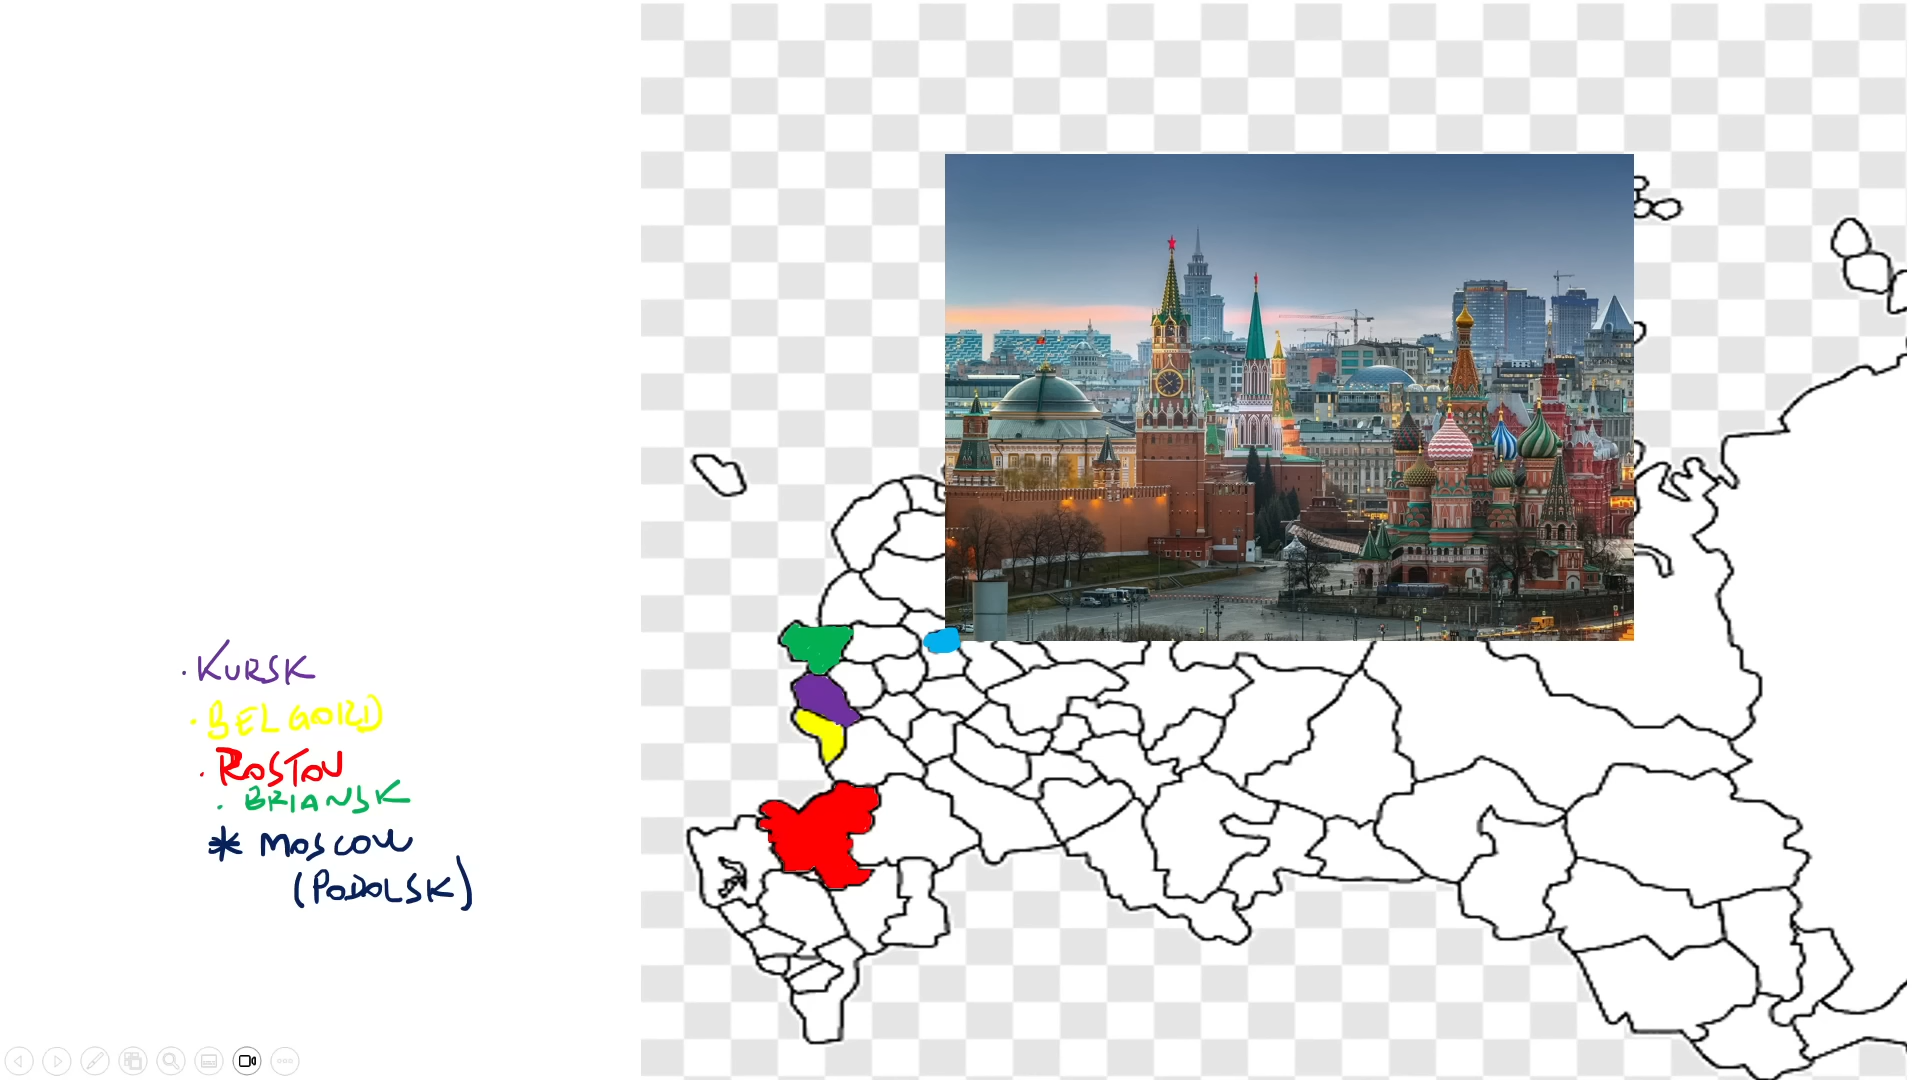 · KURSK
· BELGORD
· ROSTOV
· BRIANSK
* MOSCOW
(PODOLSK)